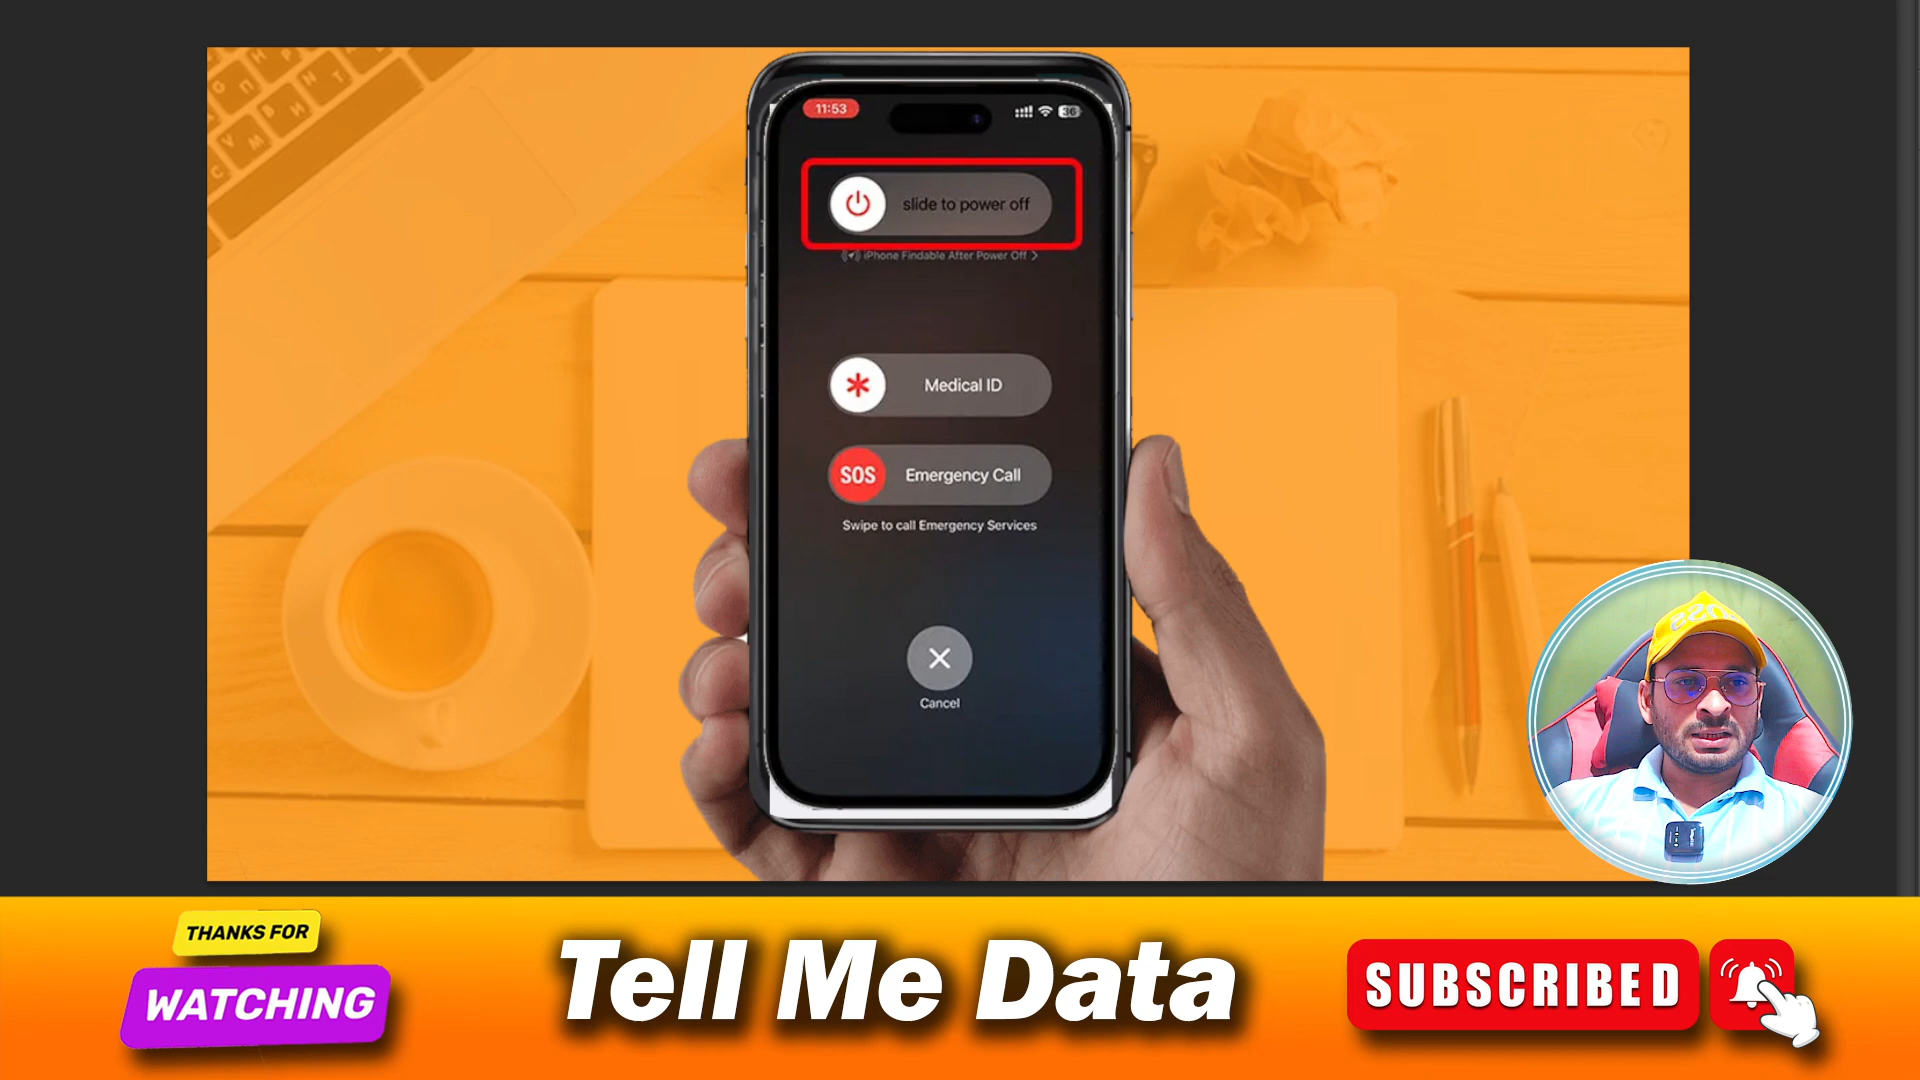 11:53
36
slide to power off
iPhone Findable After Power Off
Medical ID
SOS
Emergency Call
Swipe to call Emergency Services
Cancel
THANKS FOR
WATCHING
Tell Me Data
SUBSCRIBED